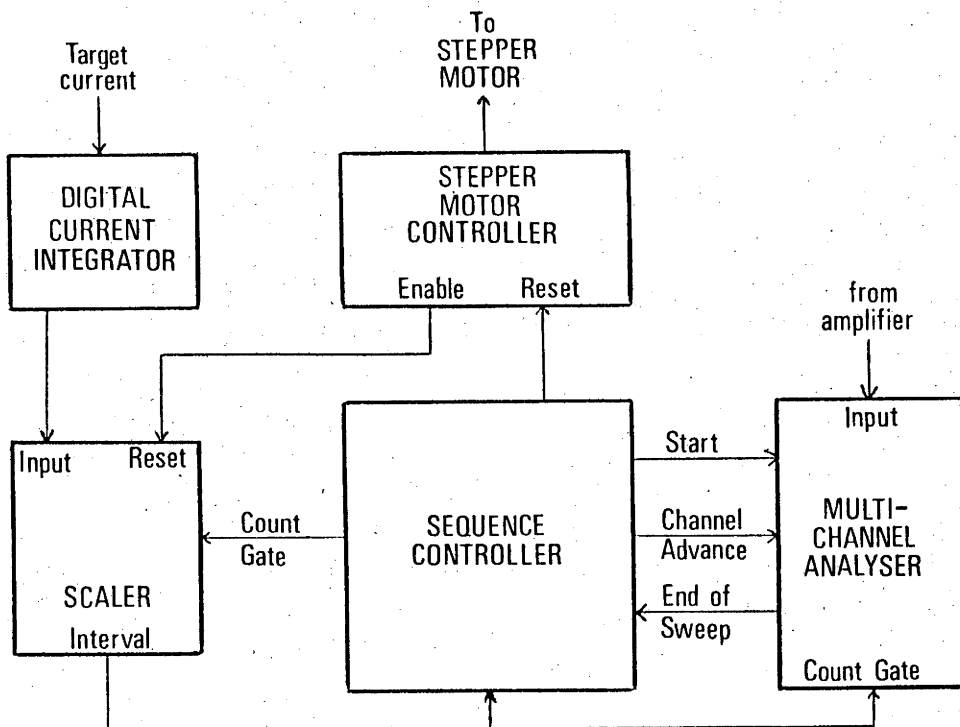 Target
current
To
STEPPER
MOTOR
DIGITAL
CURRENT
INTEGRATOR
STEPPER
MOTOR
CONTROLLER
Enable
Reset
from
amplifier
Input
Reset
SCALER
Interval
Count
Gate
SEQUENCE
CONTROLLER
Start
Channel
Advance
End of
Sweep
Input
MULTI-
CHANNEL
ANALYSER
Count Gate